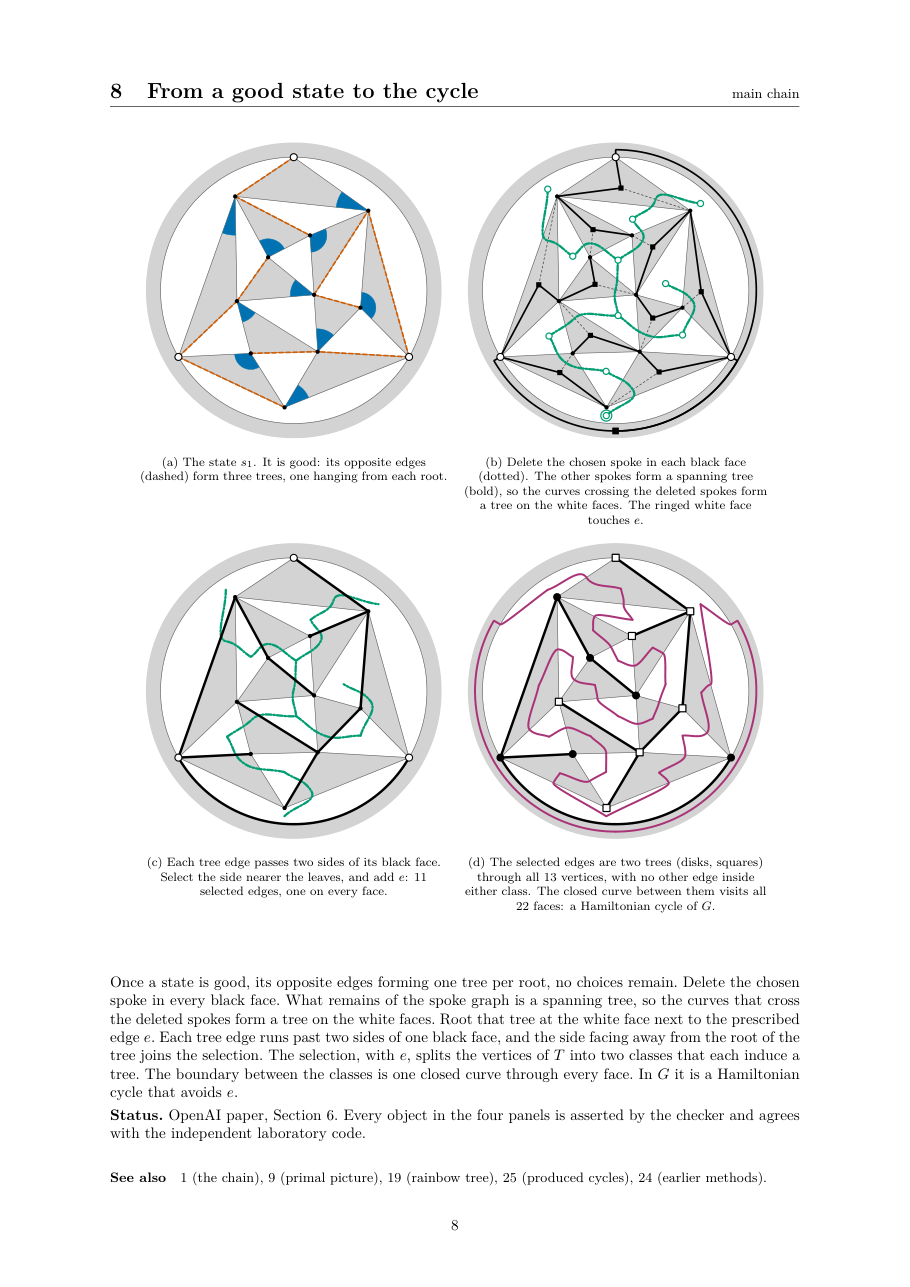 8 From a good state to the cycle
main chain
(a) The state s₁. It is good: its opposite edges
(dashed) form three trees, one hanging from each root.
(b) Delete the chosen spoke in each black face
(dotted). The other spokes form a spanning tree
(bold), so the curves crossing the deleted spokes form
a tree on the white faces. The ringed white face
touches e.
(c) Each tree edge passes two sides of its black face.
Select the side nearer the leaves, and add e: 11
selected edges, one on every face.
(d) The selected edges are two trees (disks, squares)
through all 13 vertices, with no other edge inside
either class. The closed curve between them visits all
22 faces: a Hamiltonian cycle of G.
Once a state is good, its opposite edges forming one tree per root, no choices remain. Delete the chosen
spoke in every black face. What remains of the spoke graph is a spanning tree, so the curves that cross
the deleted spokes form a tree on the white faces. Root that tree at the white face next to the prescribed
edge e. Each tree edge runs past two sides of one black face, and the side facing away from the root of the
tree joins the selection. The selection, with e, splits the vertices of T into two classes that each induce a
tree. The boundary between the classes is one closed curve through every face. In G it is a Hamiltonian
cycle that avoids e.
Status. OpenAI paper, Section 6. Every object in the four panels is asserted by the checker and agrees
with the independent laboratory code.
See also 1 (the chain), 9 (primal picture), 19 (rainbow tree), 25 (produced cycles), 24 (earlier methods).
8